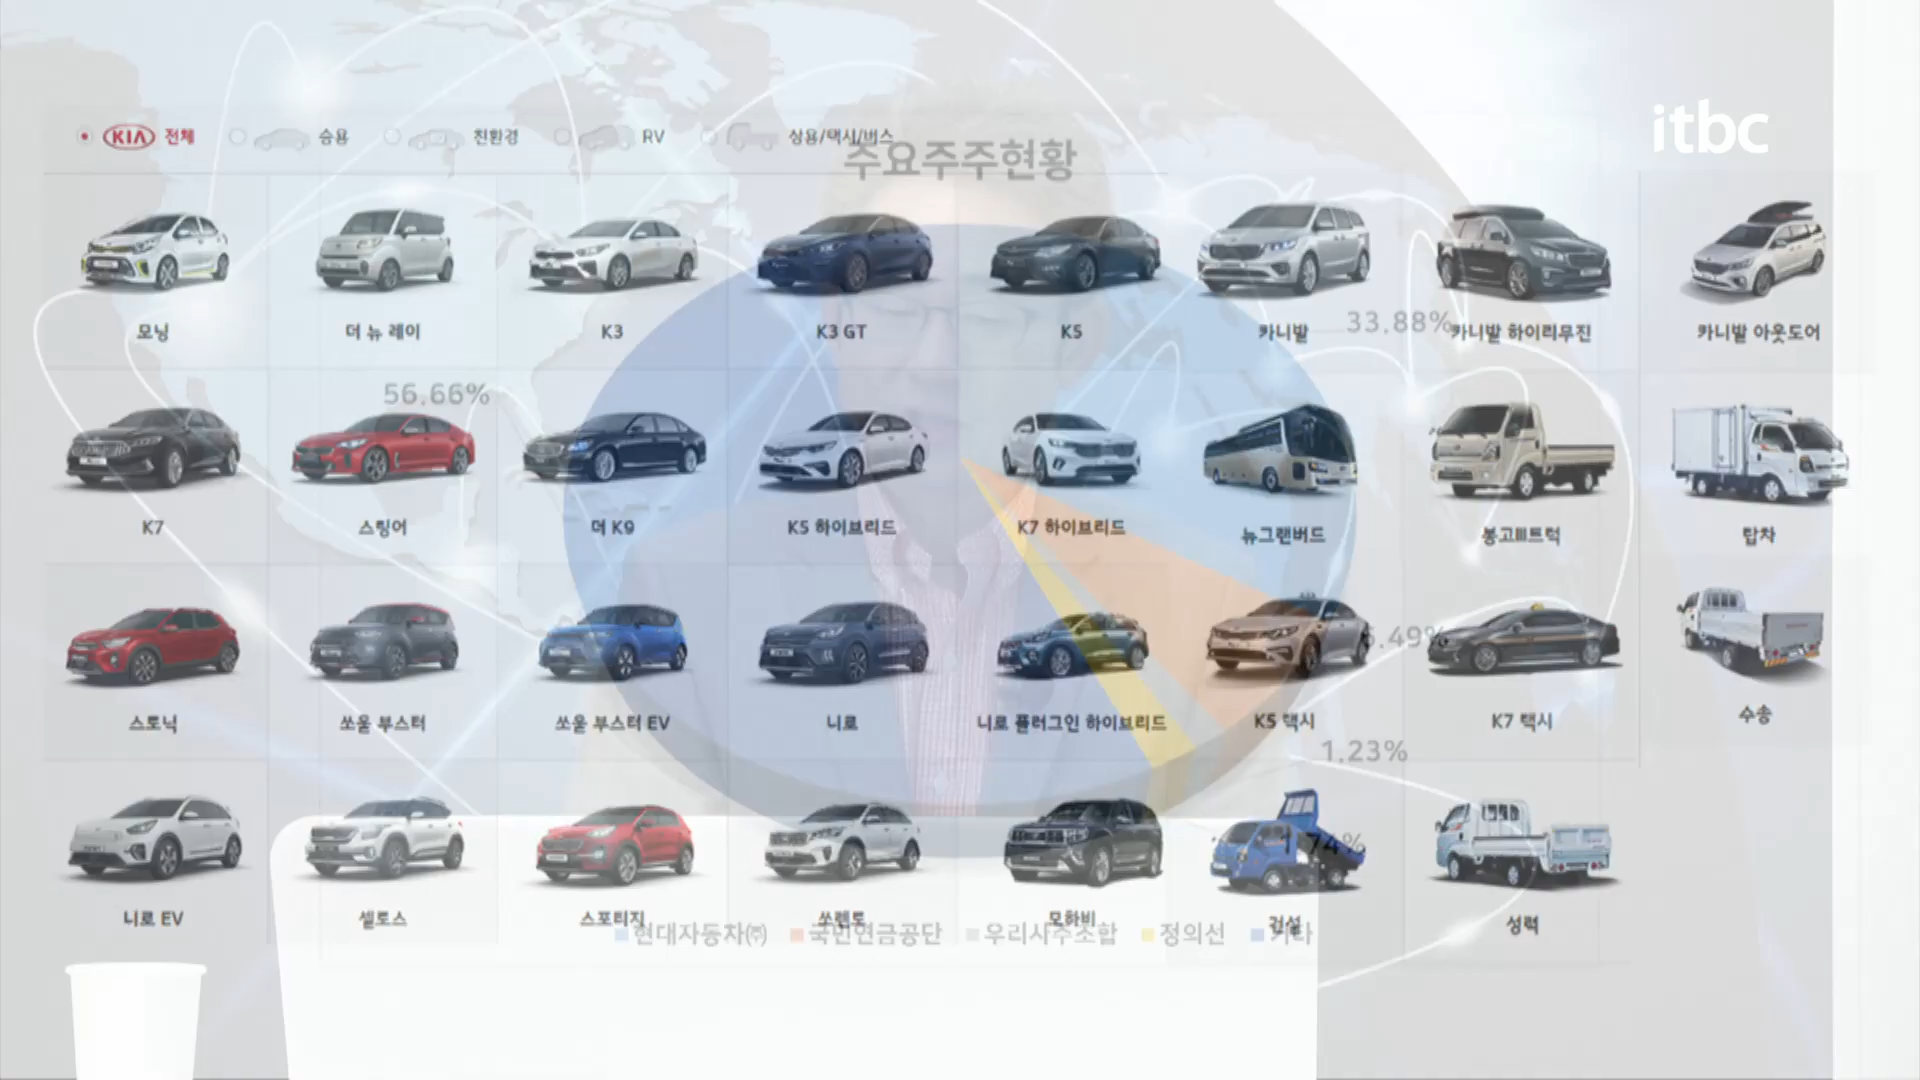 itbc
KIA 전체 승용 친환경 RV 상용/택시/버스
주요주주현황
모닝 더 뉴 레이 K3 K3 GT K5 카니발 33.88% 카니발 하이리무진 카니발 아웃도어
56.66%
K7 스팅어 더 K9 K5 하이브리드 K7 하이브리드 뉴그랜버드 봉고Ⅲ트럭 탑차
6.49%
스토닉 쏘울 부스터 쏘울 부스터 EV 니로 니로 플러그인 하이브리드 K5 택시 K7 택시 수송
1.23%
74%
니로 EV 셀토스 스포티지 쏘렌토 모하비 건설 성력
현대자동차㈜ 국민연금공단 우리사주조합 정의선 기타